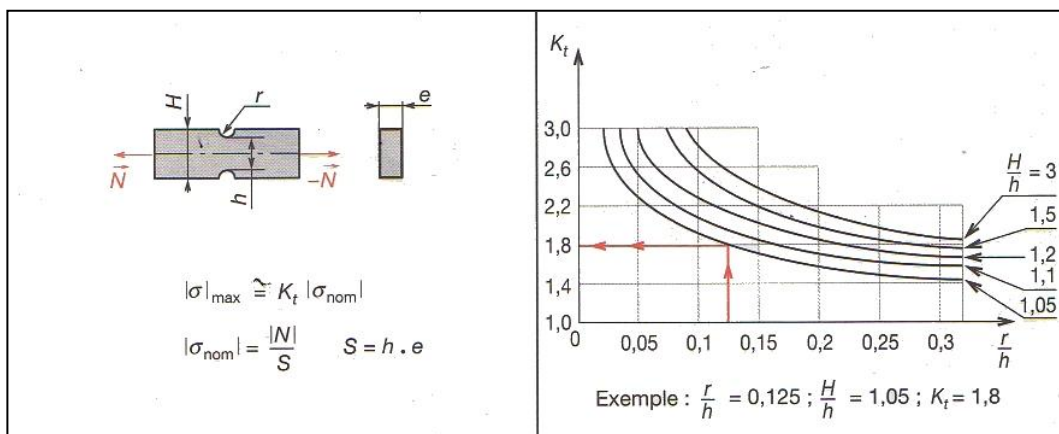 H
r
e
N
-N
h
|σ|max ≅ Kt |σnom|
|σnom| = |N|/S S = h . e
Kt
3,0
2,6
2,2
1,8
1,4
1,0
0 0,05 0,1 0,15 0,2 0,25 0,3 r/h
H/h = 3
1,5
1,2
1,1
1,05
Exemple : r/h = 0,125 ; H/h = 1,05 ; Kt = 1,8